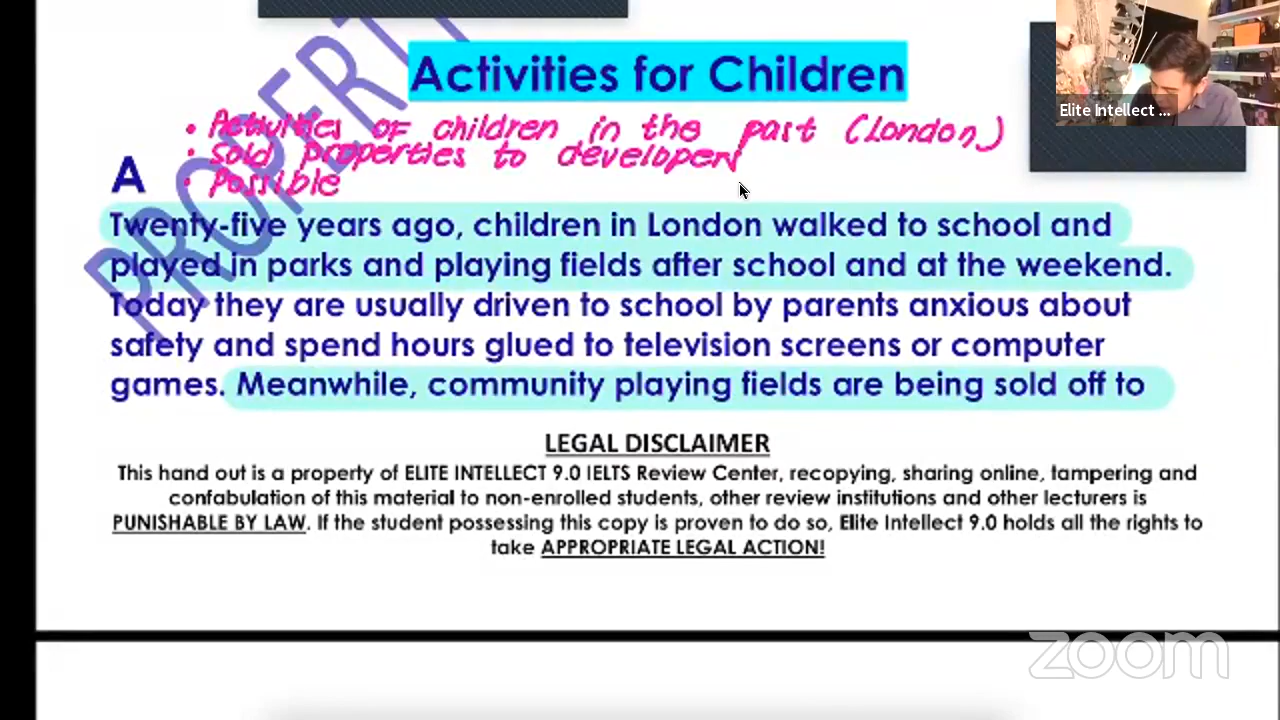 Activities for Children
• Activities of children in the past (London)
• Sold properties to developers
A
• Possible
Twenty-five years ago, children in London walked to school and
played in parks and playing fields after school and at the weekend.
Today they are usually driven to school by parents anxious about
safety and spend hours glued to television screens or computer
games. Meanwhile, community playing fields are being sold off to
LEGAL DISCLAIMER
This hand out is a property of ELITE INTELLECT 9.0 IELTS Review Center, recopying, sharing online, tampering and
confabulation of this material to non-enrolled students, other review institutions and other lecturers is
PUNISHABLE BY LAW. If the student possessing this copy is proven to do so, Elite Intellect 9.0 holds all the rights to
take APPROPRIATE LEGAL ACTION!
Elite Intellect ...
zoom